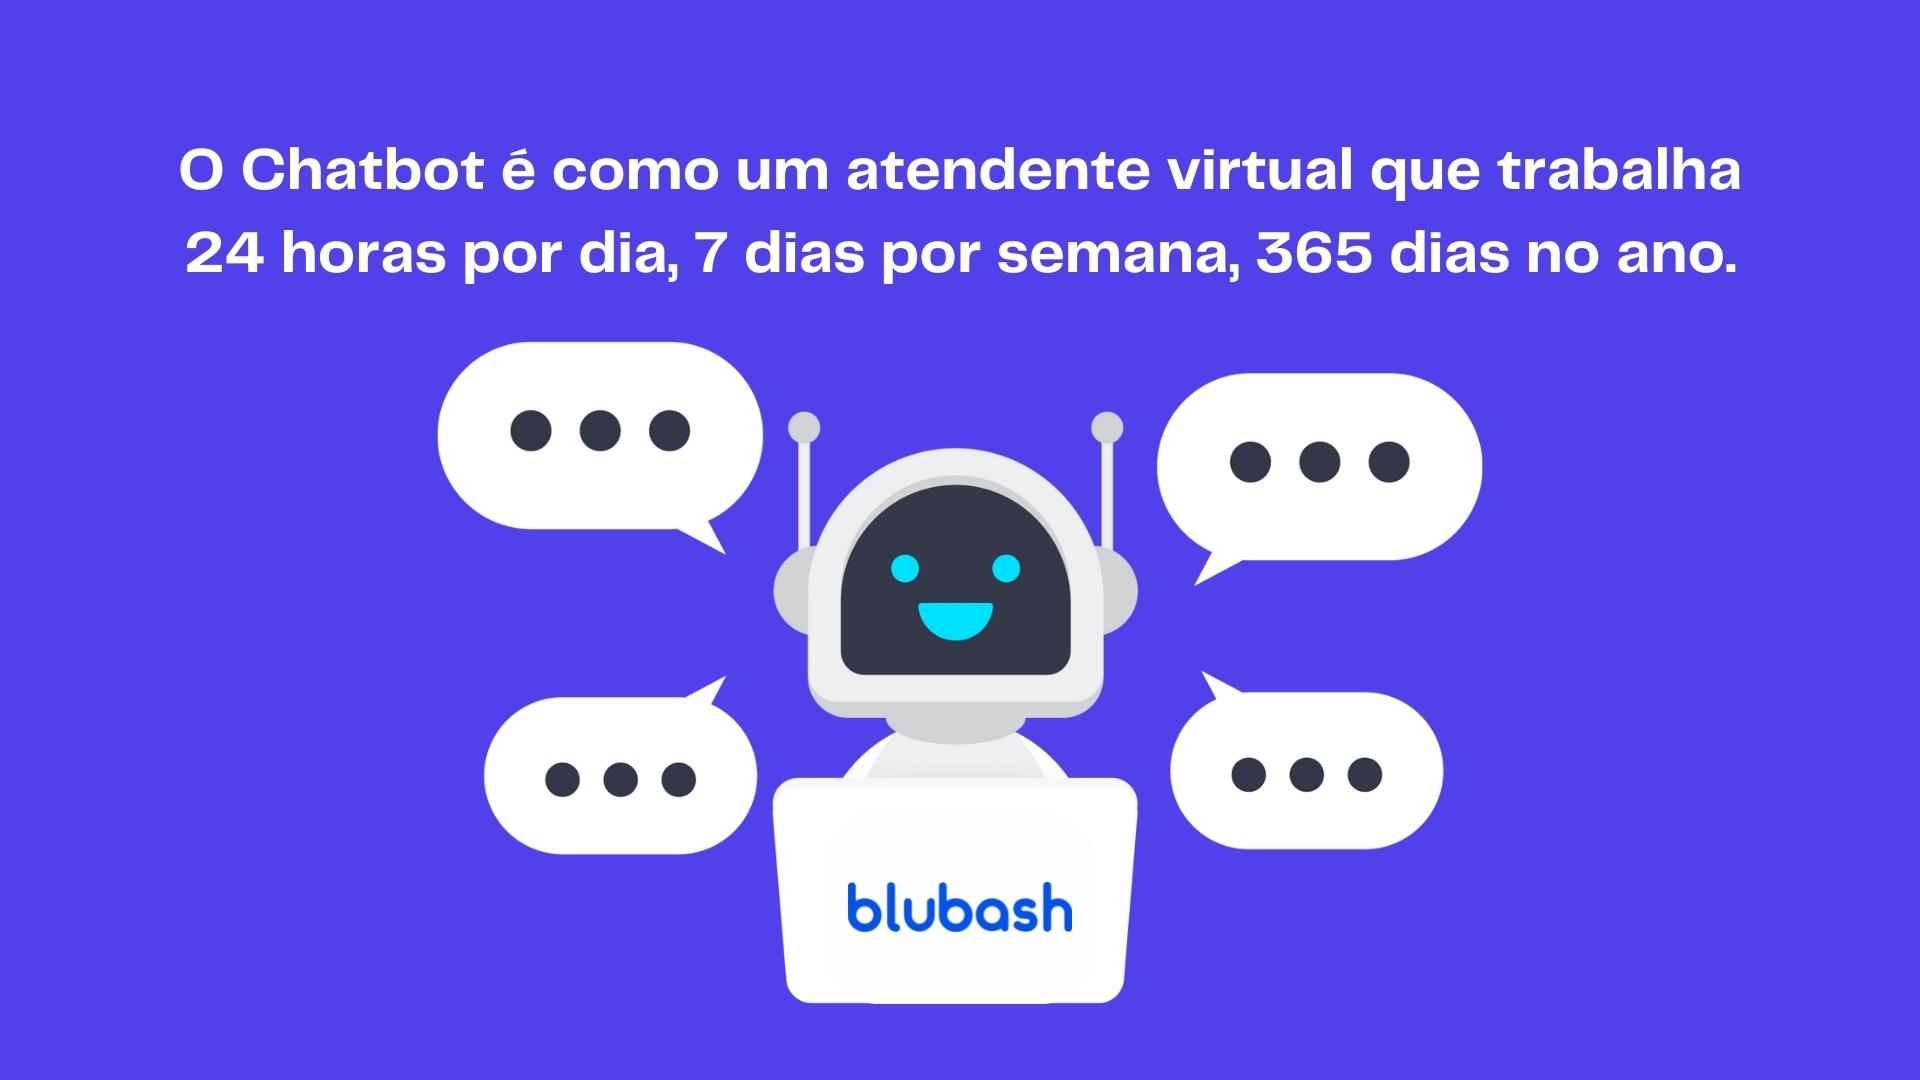 O Chatbot é como um atendente virtual que trabalha
24 horas por dia, 7 dias por semana, 365 dias no ano.
blubash